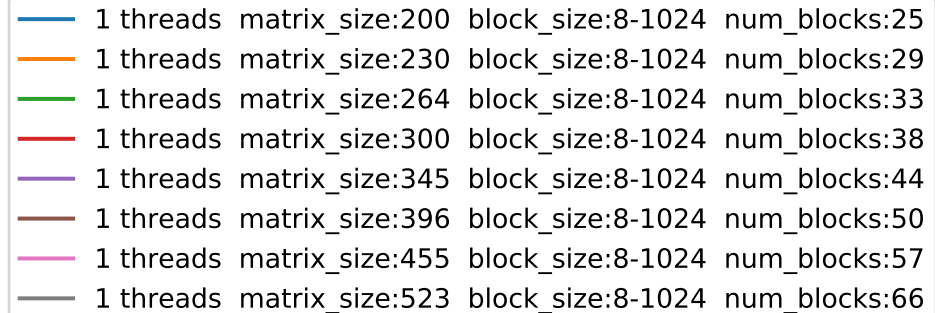 1 threads matrix_size:200 block_size:8-1024 num_blocks:25
1 threads matrix_size:230 block_size:8-1024 num_blocks:29
1 threads matrix_size:264 block_size:8-1024 num_blocks:33
1 threads matrix_size:300 block_size:8-1024 num_blocks:38
1 threads matrix_size:345 block_size:8-1024 num_blocks:44
1 threads matrix_size:396 block_size:8-1024 num_blocks:50
1 threads matrix_size:455 block_size:8-1024 num_blocks:57
1 threads matrix_size:523 block_size:8-1024 num_blocks:66